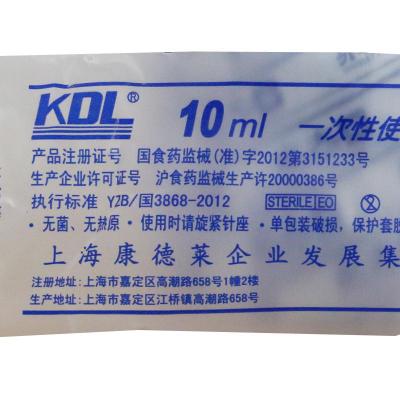 KDL® 10ml 一次性使
产品注册证号 国食药监械(准)字2012第3151233号
生产企业许可证号 沪食药监械生产许20000386号
执行标准 YZB/国3868-2012 STERILE EO
· 无菌、无热原 · 使用时请旋紧针座 · 单包装破损,保护套脱
上海康德莱企业发展集
注册地址:上海市嘉定区高潮路658号1幢2楼
生产地址:上海市嘉定区江桥镇高潮路658号